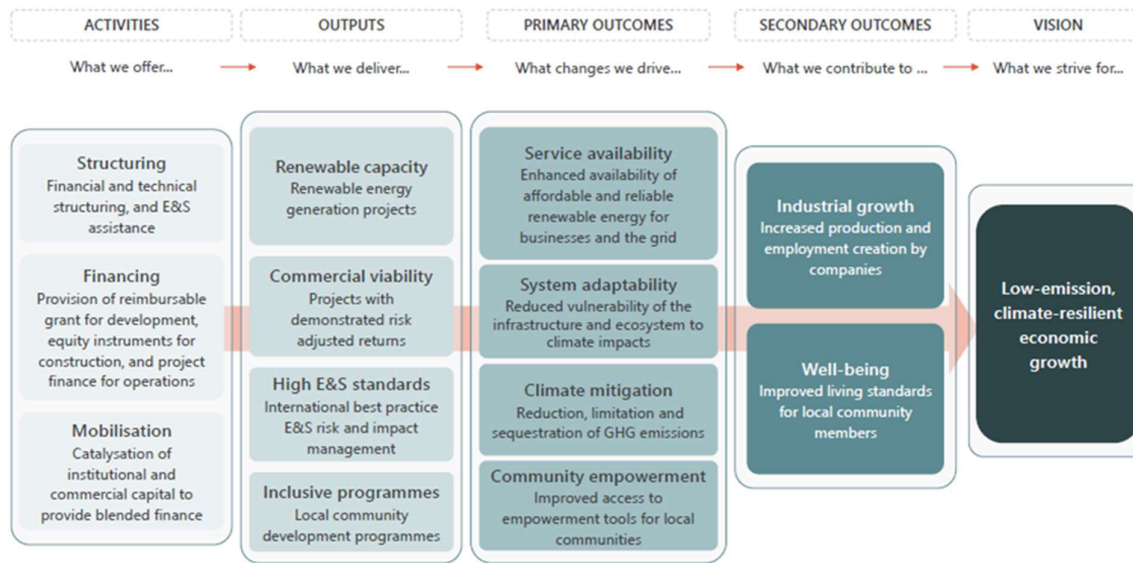 ACTIVITIES
OUTPUTS
PRIMARY OUTCOMES
SECONDARY OUTCOMES
VISION
What we offer...
What we deliver...
What changes we drive...
What we contribute to ...
What we strive for...
Structuring
Financial and technical
structuring, and E&S
assistance
Financing
Provision of reimbursable
grant for development,
equity instruments for
construction, and project
finance for operations
Mobilisation
Catalysation of
institutional and
commercial capital to
provide blended finance
Renewable capacity
Renewable energy
generation projects
Commercial viability
Projects with
demonstrated risk
adjusted returns
High E&S standards
International best practice
E&S risk and impact
management
Inclusive programmes
Local community
development programmes
Service availability
Enhanced availability of
affordable and reliable
renewable energy for
businesses and the grid
System adaptability
Reduced vulnerability of the
infrastructure and ecosystem to
climate impacts
Climate mitigation
Reduction, limitation and
sequestration of GHG emissions
Community empowerment
Improved access to
empowerment tools for local
communities
Industrial growth
Increased production and
employment creation by
companies
Well-being
Improved living standards
for local community
members
Low-emission,
climate-resilient
economic
growth